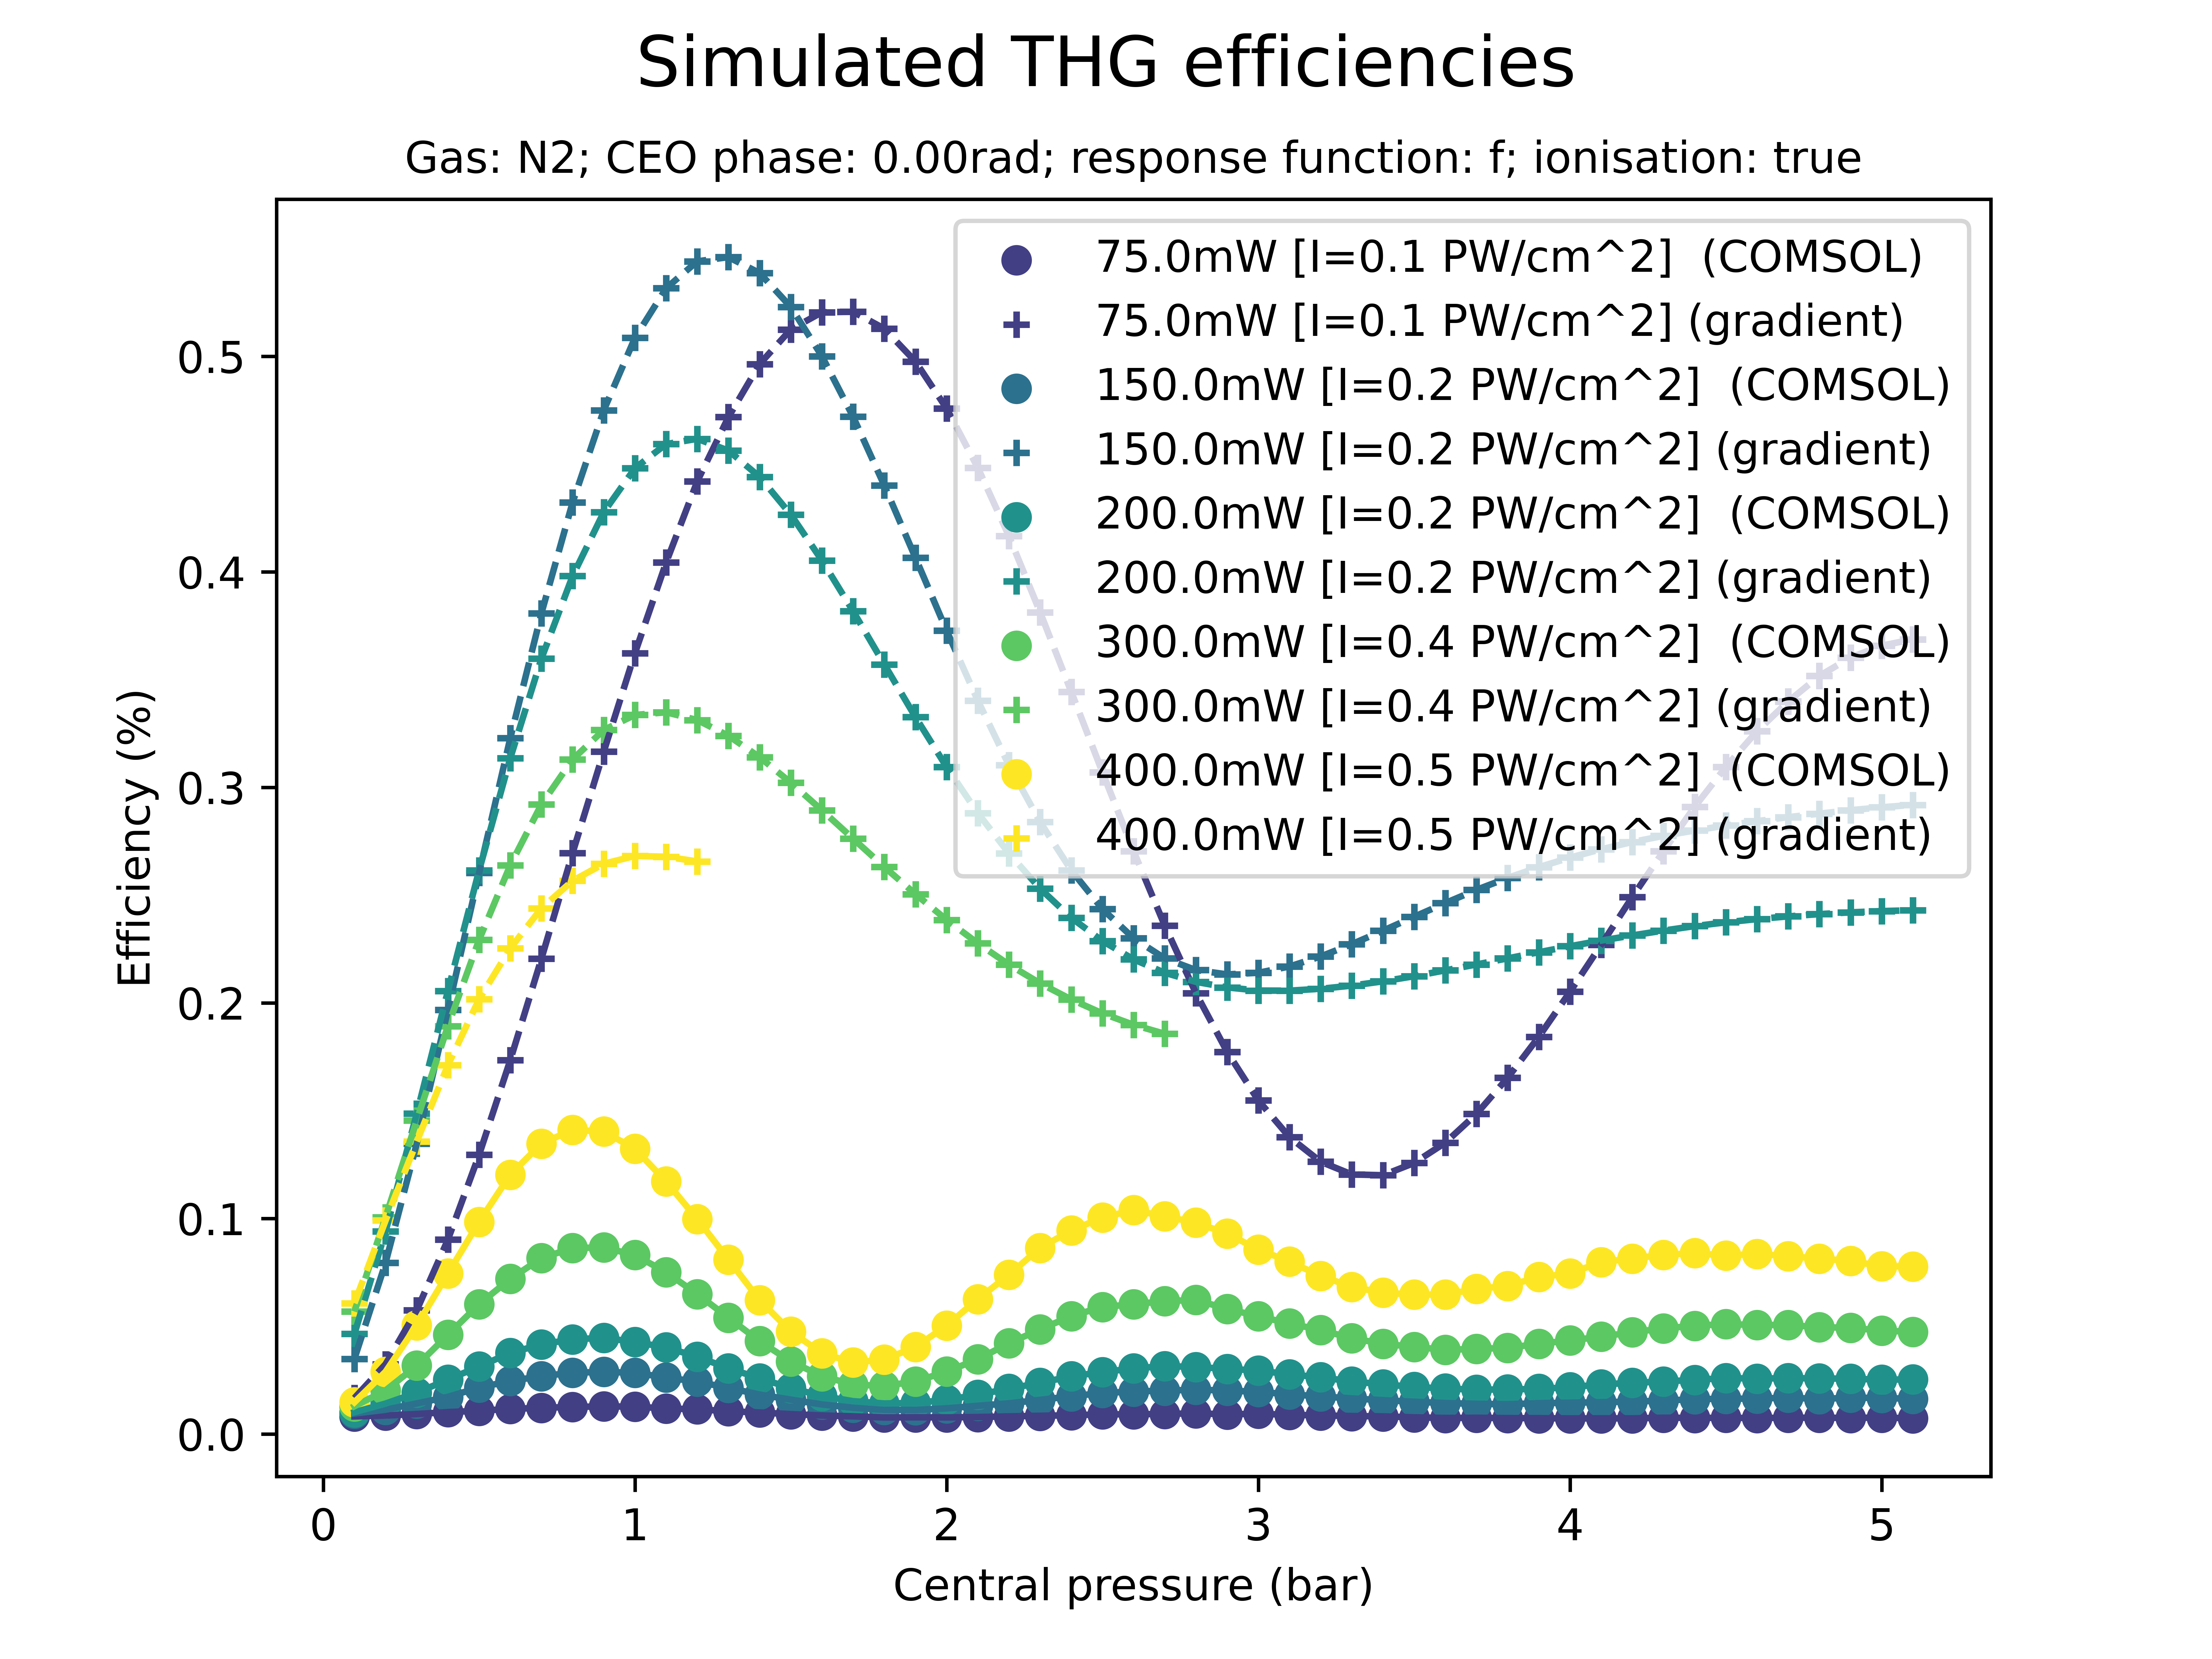 Simulated THG efficiencies
Gas: N2; CEO phase: 0.00rad; response function: f; ionisation: true
75.0mW [I=0.1 PW/cm^2]  (COMSOL)
75.0mW [I=0.1 PW/cm^2] (gradient)
150.0mW [I=0.2 PW/cm^2]  (COMSOL)
150.0mW [I=0.2 PW/cm^2] (gradient)
200.0mW [I=0.2 PW/cm^2]  (COMSOL)
200.0mW [I=0.2 PW/cm^2] (gradient)
300.0mW [I=0.4 PW/cm^2]  (COMSOL)
300.0mW [I=0.4 PW/cm^2] (gradient)
400.0mW [I=0.5 PW/cm^2]  (COMSOL)
400.0mW [I=0.5 PW/cm^2] (gradient)
Efficiency (%)
0.5
0.4
0.3
0.2
0.1
0.0
0 1 2 3 4 5
Central pressure (bar)